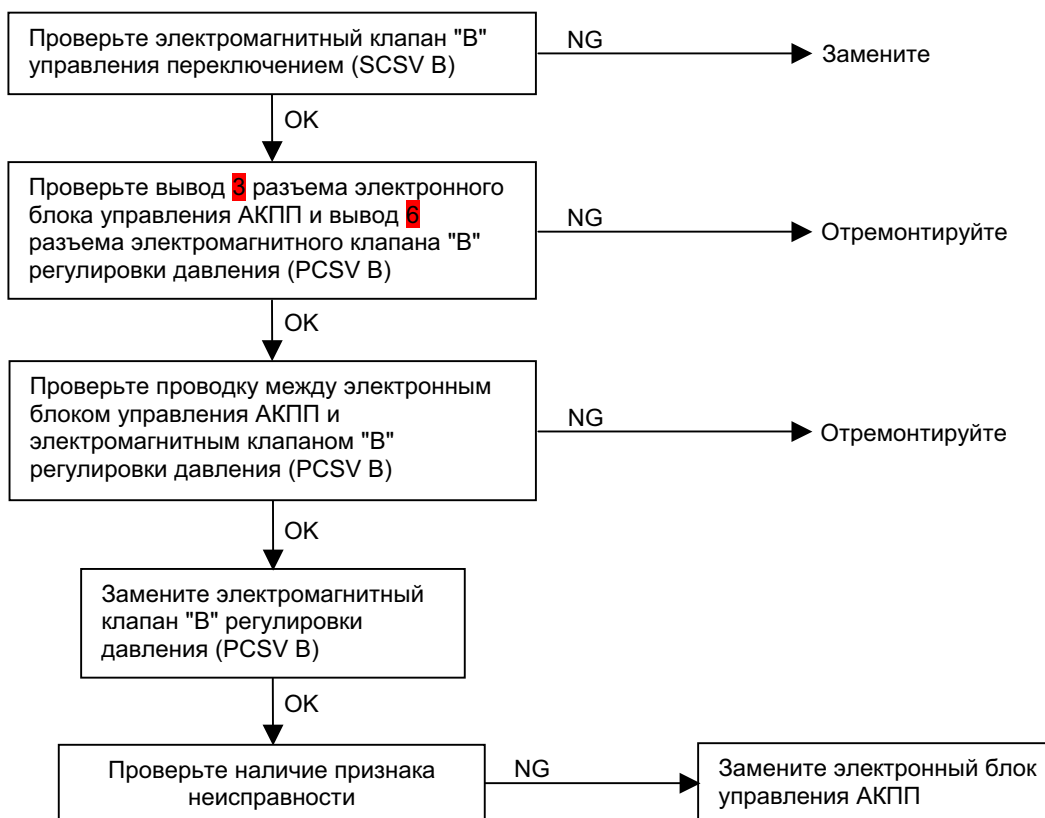 Проверьте электромагнитный клапан "В"
управления переключением (SCSV B)
NG
Замените
OK
Проверьте вывод 3 разъема электронного
блока управления АКПП и вывод 6
разъема электромагнитного клапана "В"
регулировки давления (PCSV B)
NG
Отремонтируйте
OK
Проверьте проводку между электронным
блоком управления АКПП и
электромагнитным клапаном "В"
регулировки давления (PCSV B)
NG
Отремонтируйте
OK
Замените электромагнитный
клапан "В" регулировки
давления (PCSV B)
OK
Проверьте наличие признака
неисправности
NG
Замените электронный блок
управления АКПП